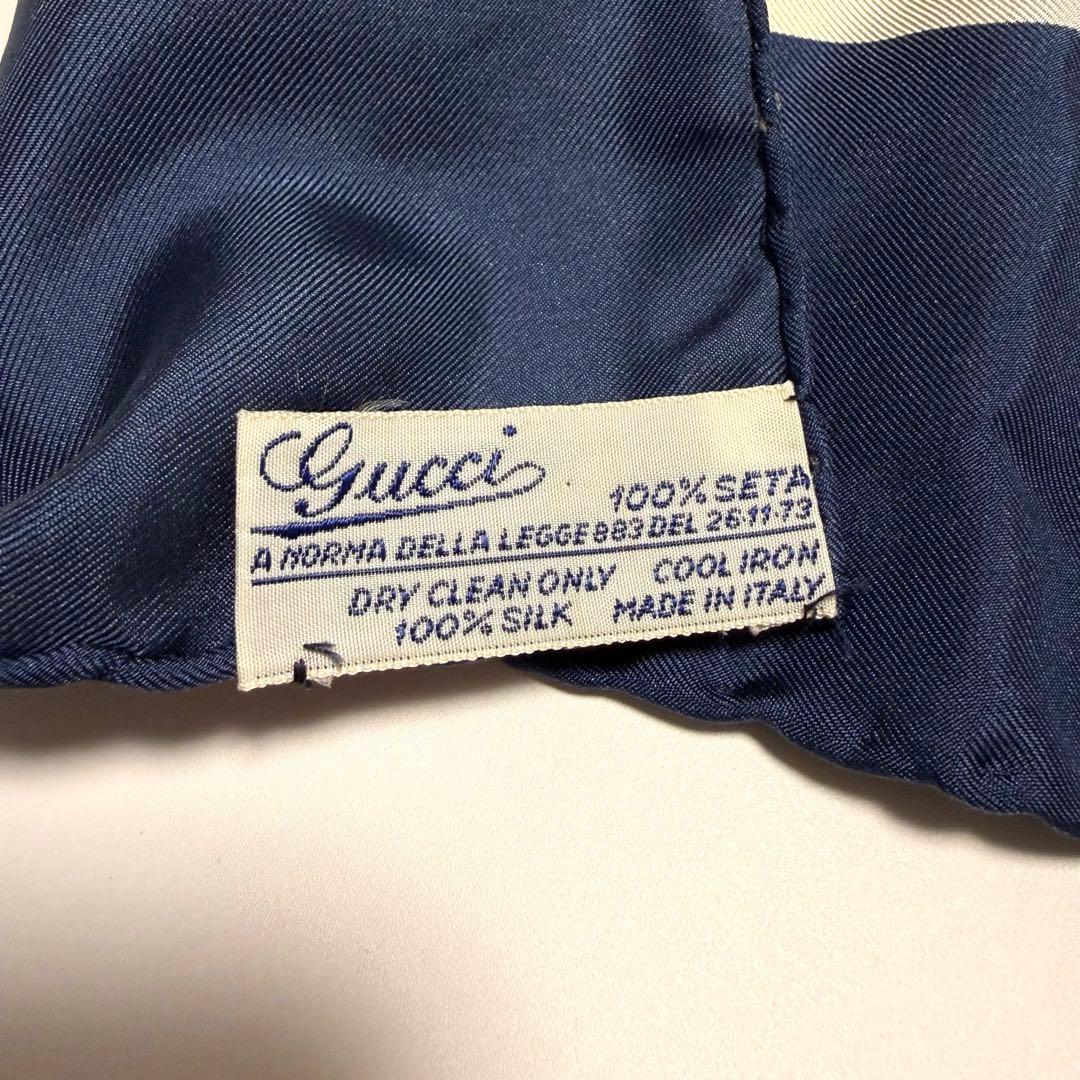 Gucci
100% SETA
A NORMA DELLA LEGGE 883 DEL 26·11·73
DRY CLEAN ONLY COOL IRON
100% SILK MADE IN ITALY